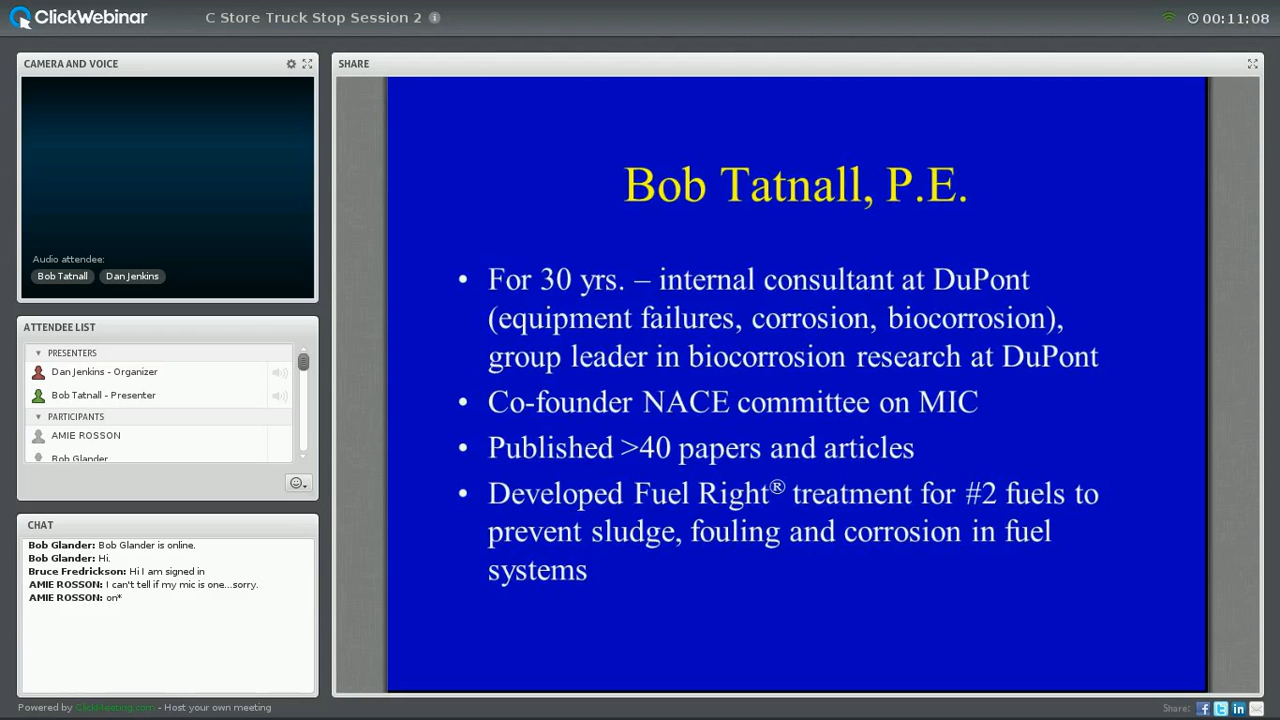 ClickWebinar
C Store Truck Stop Session 2
00:11:08
CAMERA AND VOICE
Audio attendee:
Bob Tatnall Dan Jenkins
ATTENDEE LIST
PRESENTERS
Dan Jenkins - Organizer
Bob Tatnall - Presenter
PARTICIPANTS
AMIE ROSSON
Bob Glander
CHAT
Bob Glander: Bob Glander is online.
Bob Glander: Hi.
Bruce Fredrickson: Hi I am signed in
AMIE ROSSON: I can't tell if my mic is one...sorry.
AMIE ROSSON: on*
SHARE
Bob Tatnall, P.E.
• For 30 yrs. – internal consultant at DuPont
(equipment failures, corrosion, biocorrosion),
group leader in biocorrosion research at DuPont
• Co-founder NACE committee on MIC
• Published >40 papers and articles
• Developed Fuel Right® treatment for #2 fuels to
prevent sludge, fouling and corrosion in fuel
systems
Powered by ClickMeeting.com - Host your own meeting
Share: